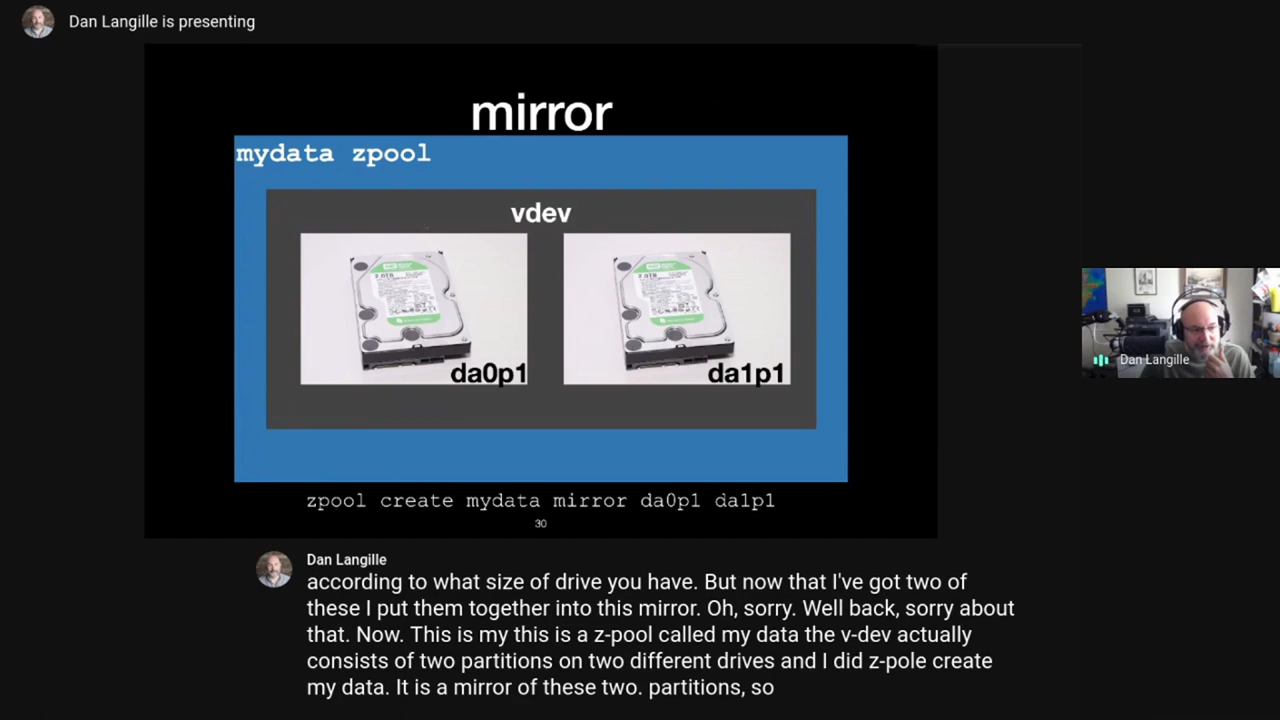 Dan Langille is presenting
mirror
mydata zpool
vdev
2.0TB
2.0TB
da0p1
da1p1
zpool create mydata mirror da0p1 da1p1
30
Dan Langille
Dan Langille
according to what size of drive you have. But now that I've got two of
these I put them together into this mirror. Oh, sorry. Well back, sorry about
that. Now. This is my this is a z-pool called my data the v-dev actually
consists of two partitions on two different drives and I did z-pole create
my data. It is a mirror of these two. partitions, so